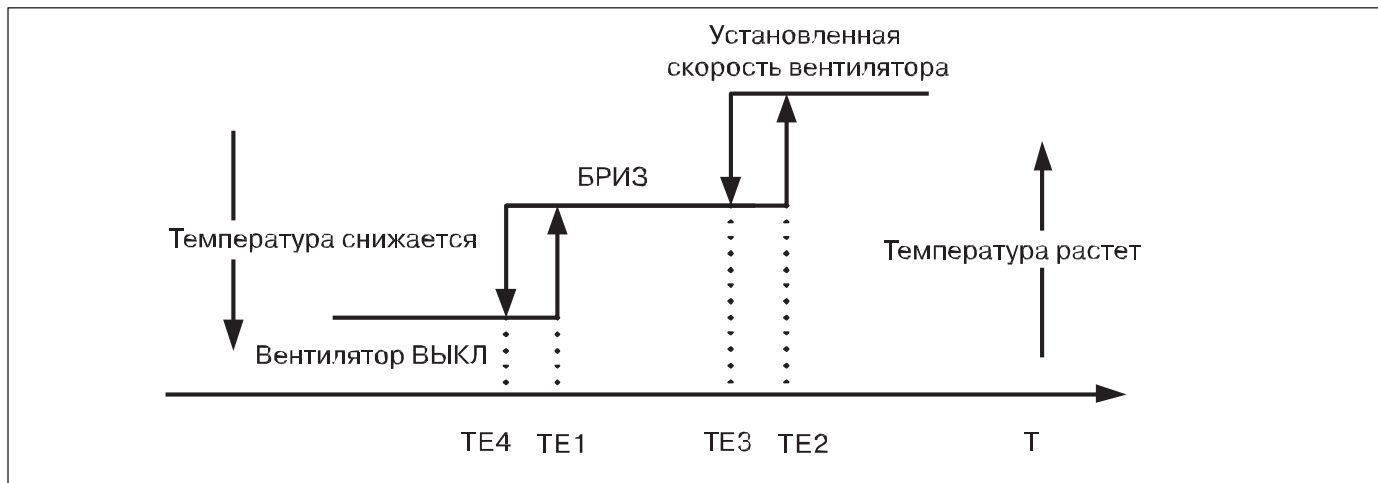 Установленная
скорость вентилятора
БРИЗ
Температура снижается
Температура растет
Вентилятор ВЫКЛ
TE4 TE1 TE3 TE2 T